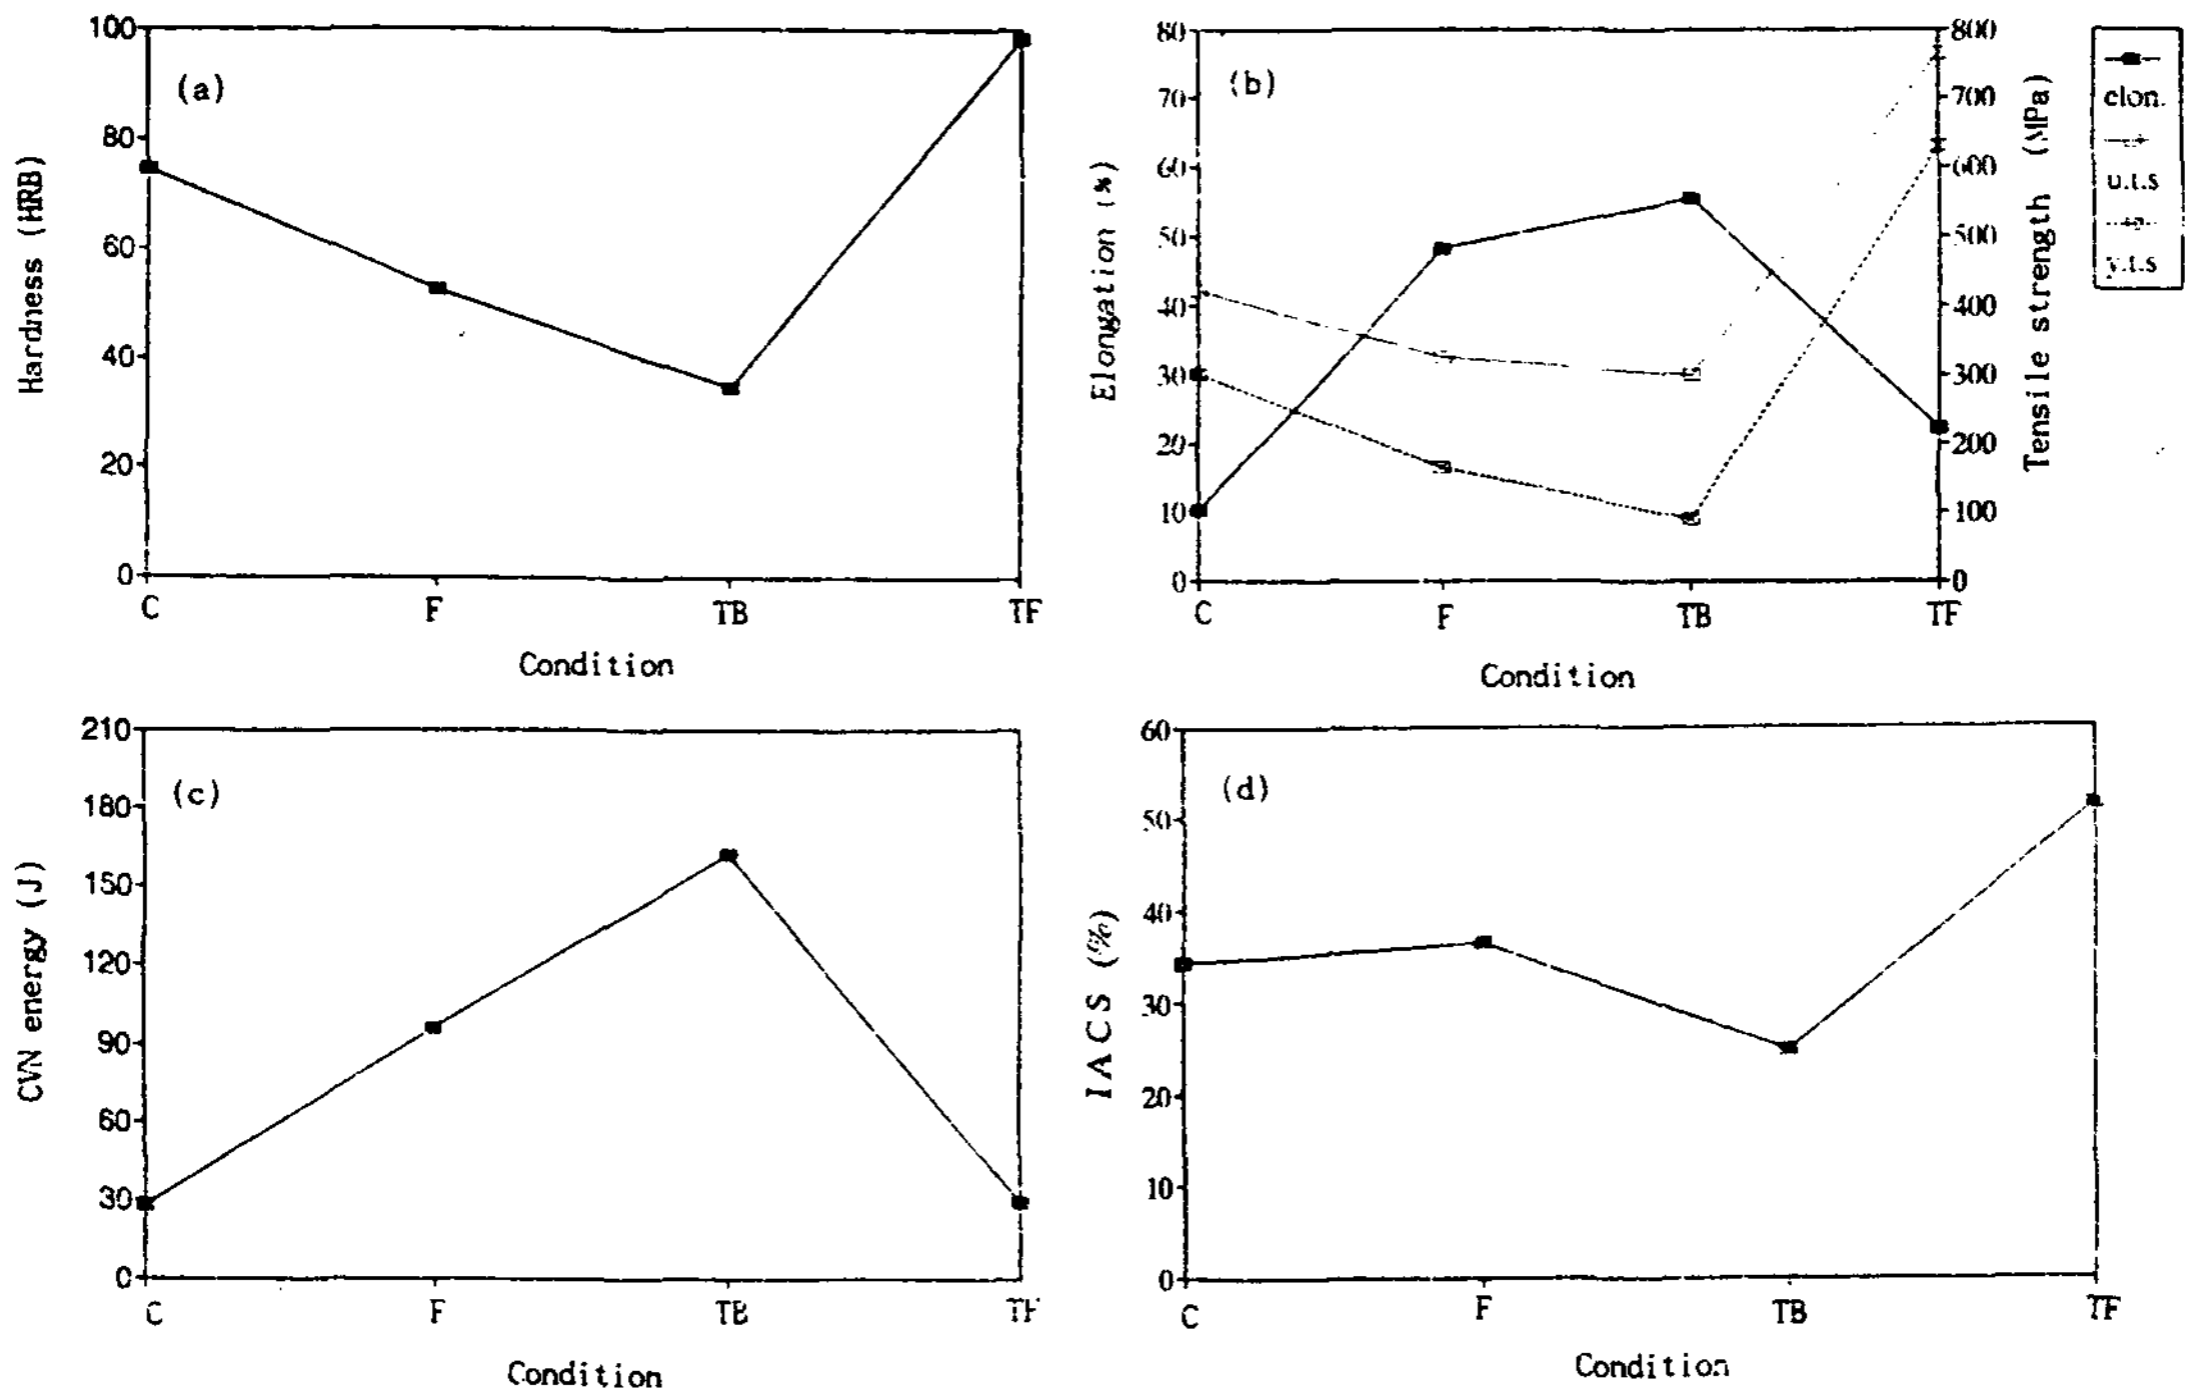 100
80
60
40
20
0
(a)
Hardness (HRB)
C F TB TF
Condition
80
70
60
50
40
30
20
10
0
(b)
Elongation (%)
800
700
600
500
400
300
200
100
0
Tensile strength (MPa)
C F TB TF
Condition
elon.
u.t.s
y.t.s
210
180
150
120
90
60
30
0
(c)
CVN energy (J)
C F TB TF
Condition
60
50
40
30
20
10
0
(d)
IACS (%)
C F TB TF
Condition